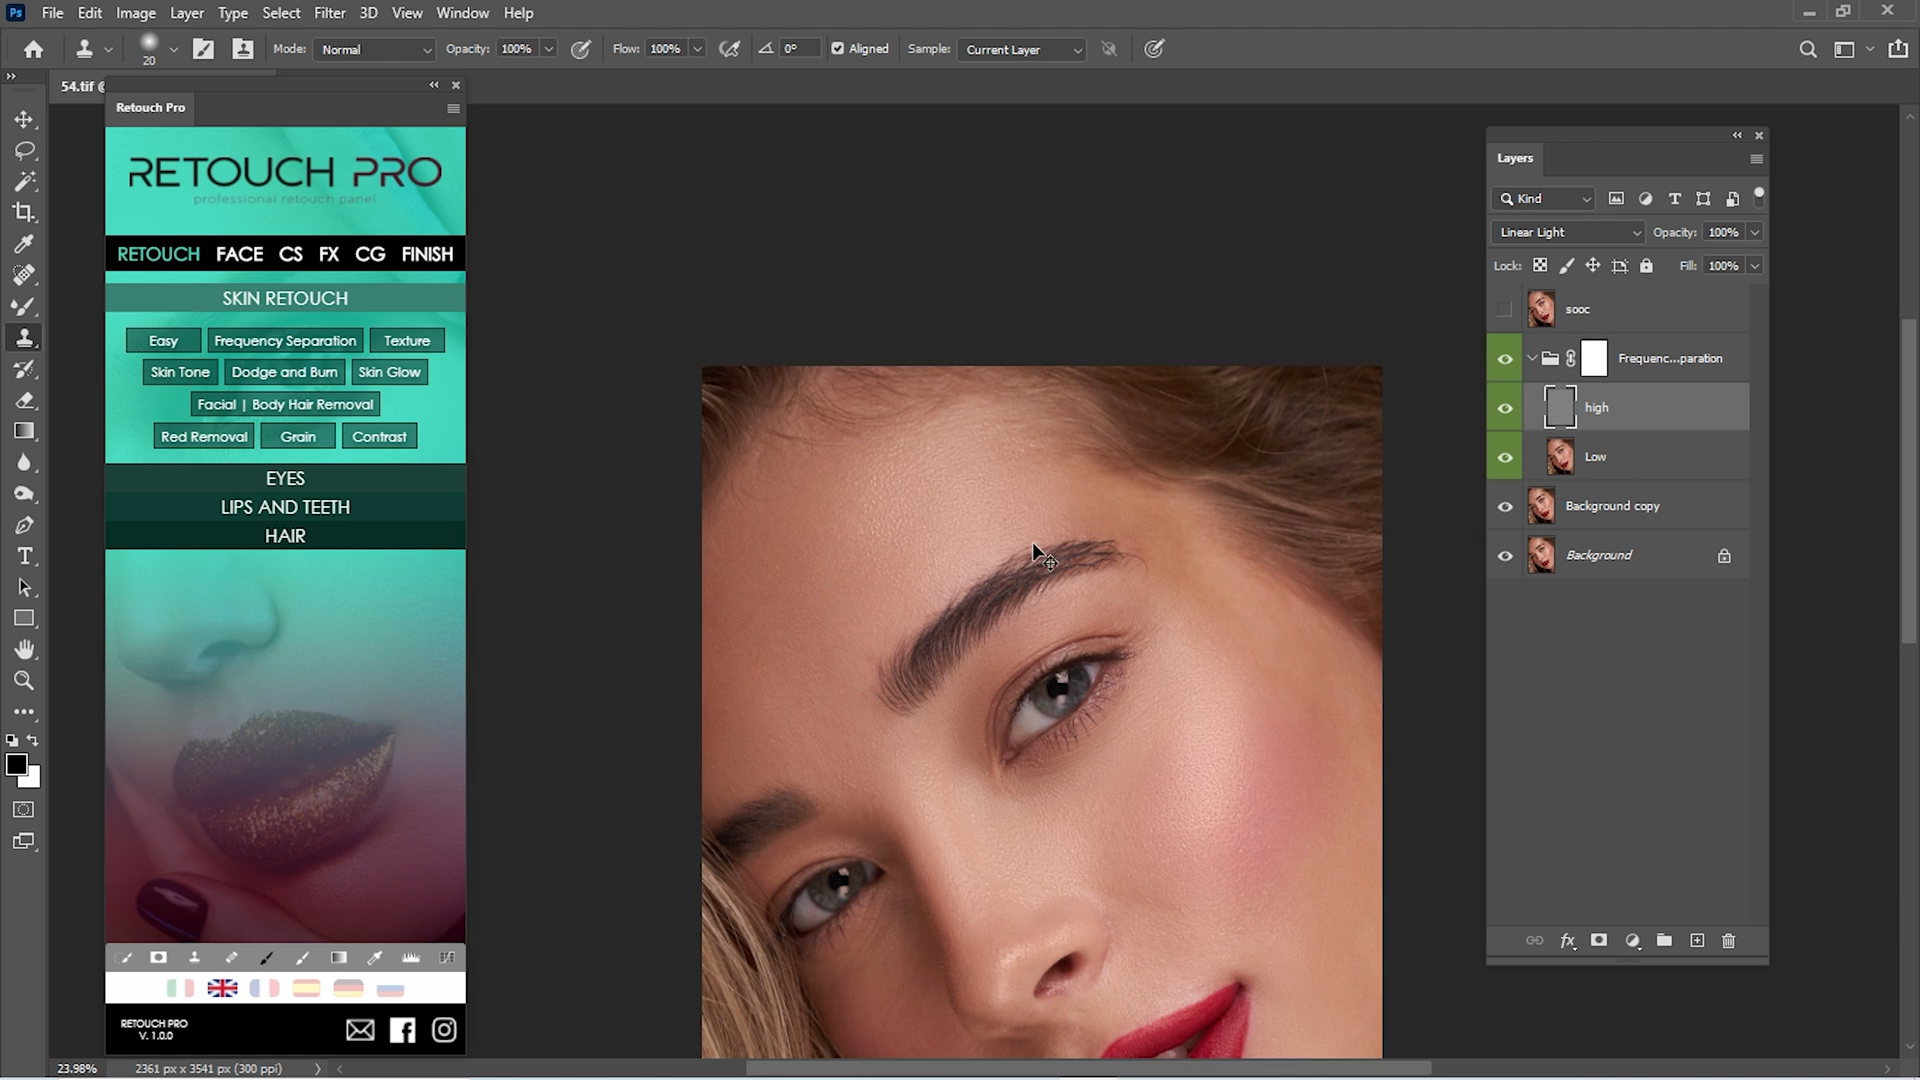 Ps File Edit Image Layer Type Select Filter 3D View Window Help
20 Mode: Normal Opacity: 100% Flow: 100% 0° Aligned Sample: Current Layer
54.tif @
Retouch Pro
RETOUCH PRO
professional retouch panel
RETOUCH FACE CS FX CG FINISH
SKIN RETOUCH
Easy Frequency Separation Texture
Skin Tone Dodge and Burn Skin Glow
Facial | Body Hair Removal
Red Removal Grain Contrast
EYES
LIPS AND TEETH
HAIR
RETOUCH PRO
V. 1.0.0
Layers
Kind
Linear Light Opacity: 100%
Lock: Fill: 100%
sooc
Frequenc...paration
high
Low
Background copy
Background
fx
23.98% 2361 px x 3541 px (300 ppi)